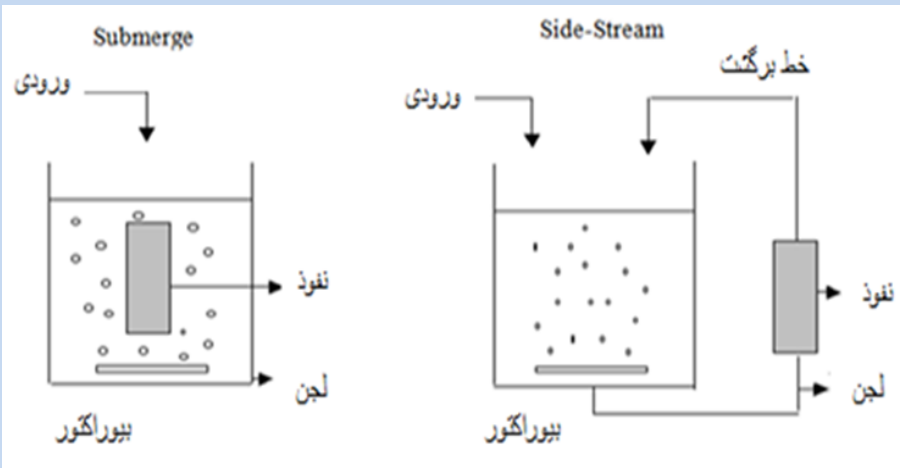 Submerge
ورودی
نفوذ
لجن
بیوراکتور
Side-Stream
خط برگشت
ورودی
نفوذ
لجن
بیوراکتور